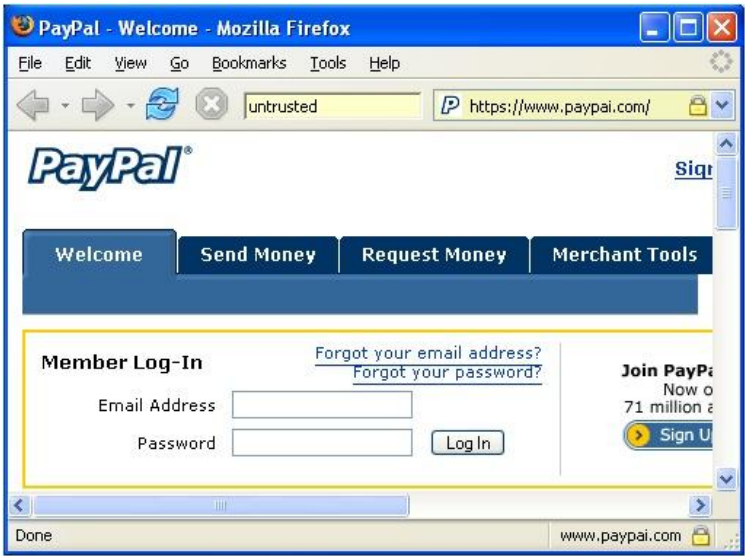 PayPal - Welcome - Mozilla Firefox
File Edit View Go Bookmarks Tools Help
untrusted
P https://www.paypai.com/
PayPal®
Sign
Welcome Send Money Request Money Merchant Tools
Member Log-In
Forgot your email address?
Forgot your password?
Email Address
Password
Log In
Join PayPa
Now o
71 million a
Sign U
Done
www.paypai.com